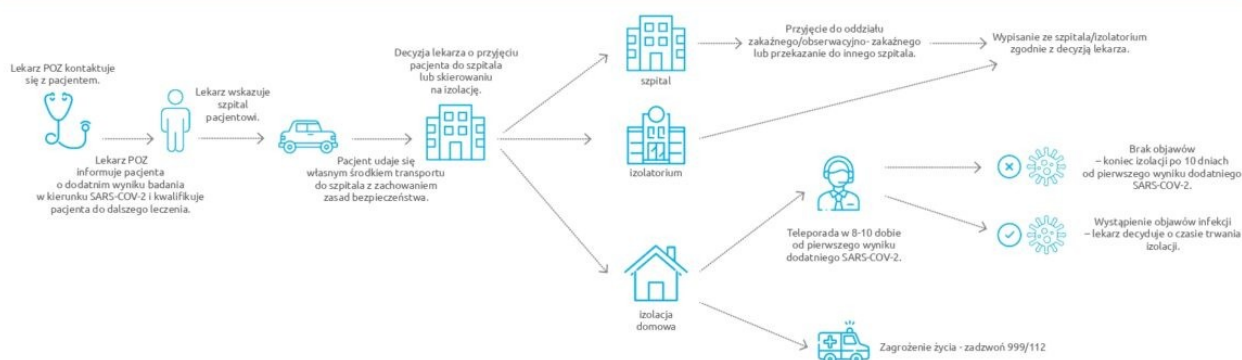 Lekarz POZ kontaktuje
się z pacjentem.
Lekarz POZ
informuje pacjenta
o dodatnim wyniku badania
w kierunku SARS-COV-2 i kwalifikuje
pacjenta do dalszego leczenia.
Lekarz wskazuje
szpital
pacjentowi.
Pacjent udaje się
własnym środkiem transportu
do szpitala z zachowaniem
zasad bezpieczeństwa.
Decyzja lekarza o przyjęciu
pacjenta do szpitala
lub skierowaniu
na izolację.
szpital
Przyjęcie do oddziału
zakaźnego/obserwacyjno- zakaźnego
lub przekazanie do innego szpitala.
Wypisanie ze szpitala/izolatorium
zgodnie z decyzją lekarza.
izolatorium
izolacja
domowa
Teleporada w 8-10 dobie
od pierwszego wyniku
dodatniego SARS-COV-2.
Brak objawów
– koniec izolacji po 10 dniach
od pierwszego wyniku dodatniego
SARS-COV-2.
Wystąpienie objawów infekcji
– lekarz decyduje o czasie trwania
izolacji.
Zagrożenie życia - zadzwoń 999/112